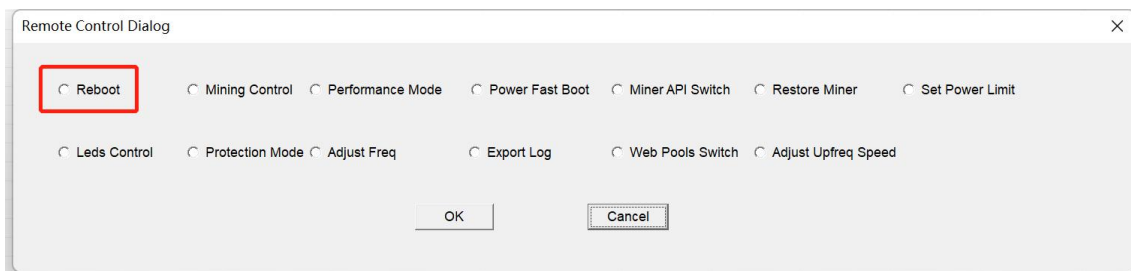 Remote Control Dialog
Reboot Mining Control Performance Mode Power Fast Boot Miner API Switch Restore Miner Set Power Limit
Leds Control Protection Mode Adjust Freq Export Log Web Pools Switch Adjust Upfreq Speed
OK Cancel